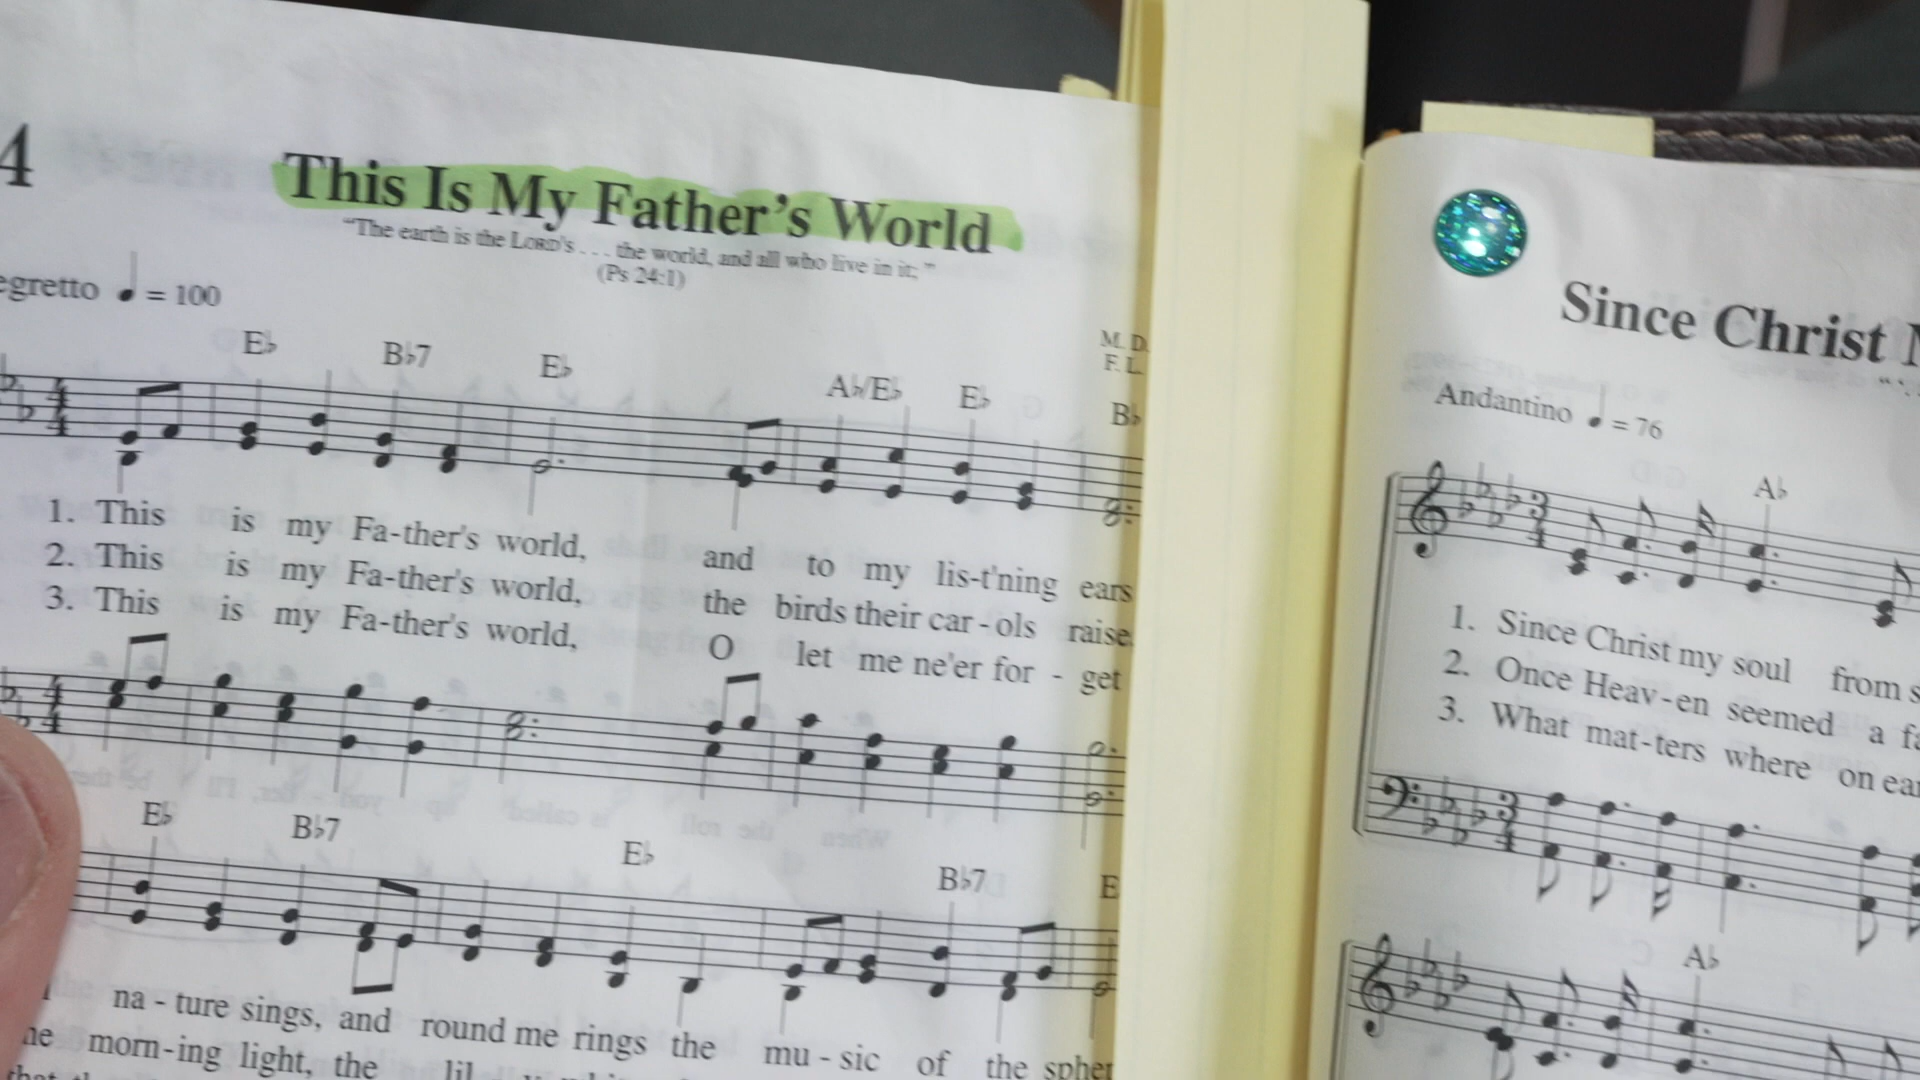 4
This Is My Father's World
"The earth is the LORD's . . . the world, and all who live in it;"
(Ps 24:1)
egretto ♩ = 100
M. D.
F. L.
E♭ B♭7 E♭ A♭/E♭ E♭ B♭
1. This is my Fa-ther's world, and to my lis-t'ning ears
2. This is my Fa-ther's world, the birds their car-ols raise
3. This is my Fa-ther's world, O let me ne'er for - get
E♭ B♭7 E♭ B♭7 E
na - ture sings, and round me rings the mu - sic of the spher
morn-ing light, the lil
that
Since Christ
Andantino ♩ = 76
A♭
1. Since Christ my soul from s
2. Once Heav-en seemed a fa
3. What mat-ters where on ear
A♭